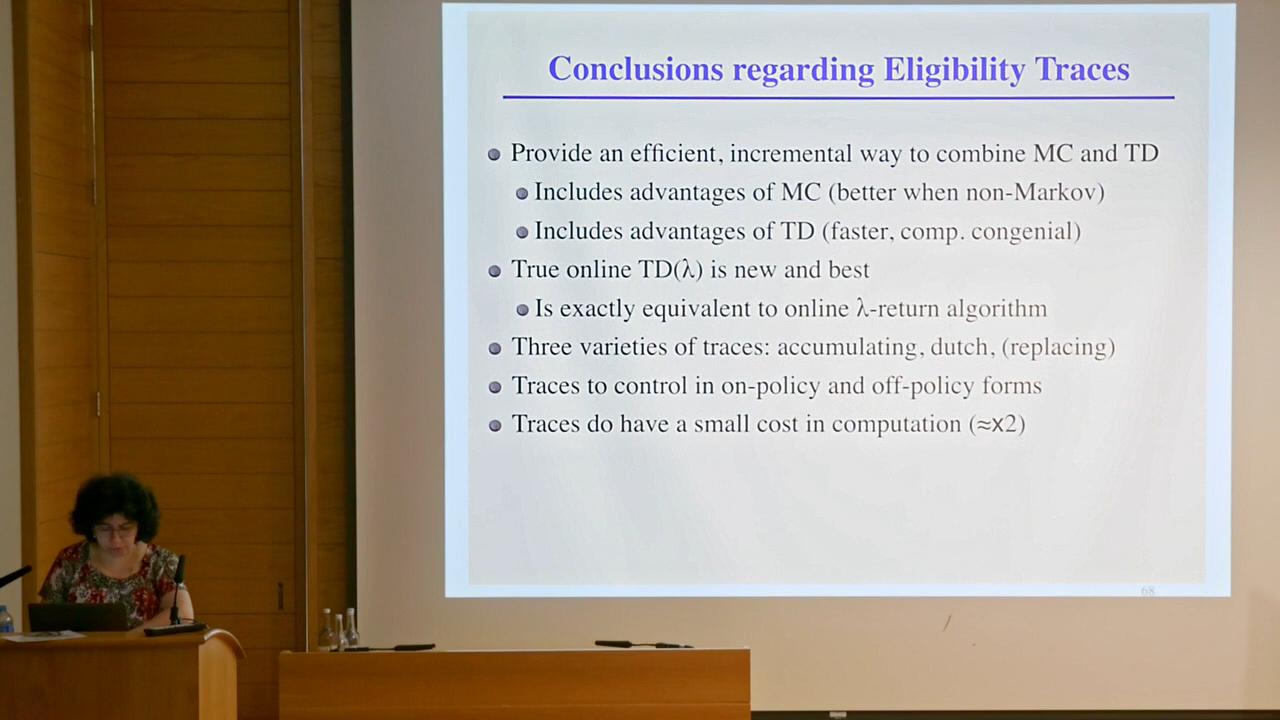 Conclusions regarding Eligibility Traces
Provide an efficient, incremental way to combine MC and TD
Includes advantages of MC (better when non-Markov)
Includes advantages of TD (faster, comp. congenial)
True online TD(λ) is new and best
Is exactly equivalent to online λ-return algorithm
Three varieties of traces: accumulating, dutch, (replacing)
Traces to control in on-policy and off-policy forms
Traces do have a small cost in computation (≈x2)
68